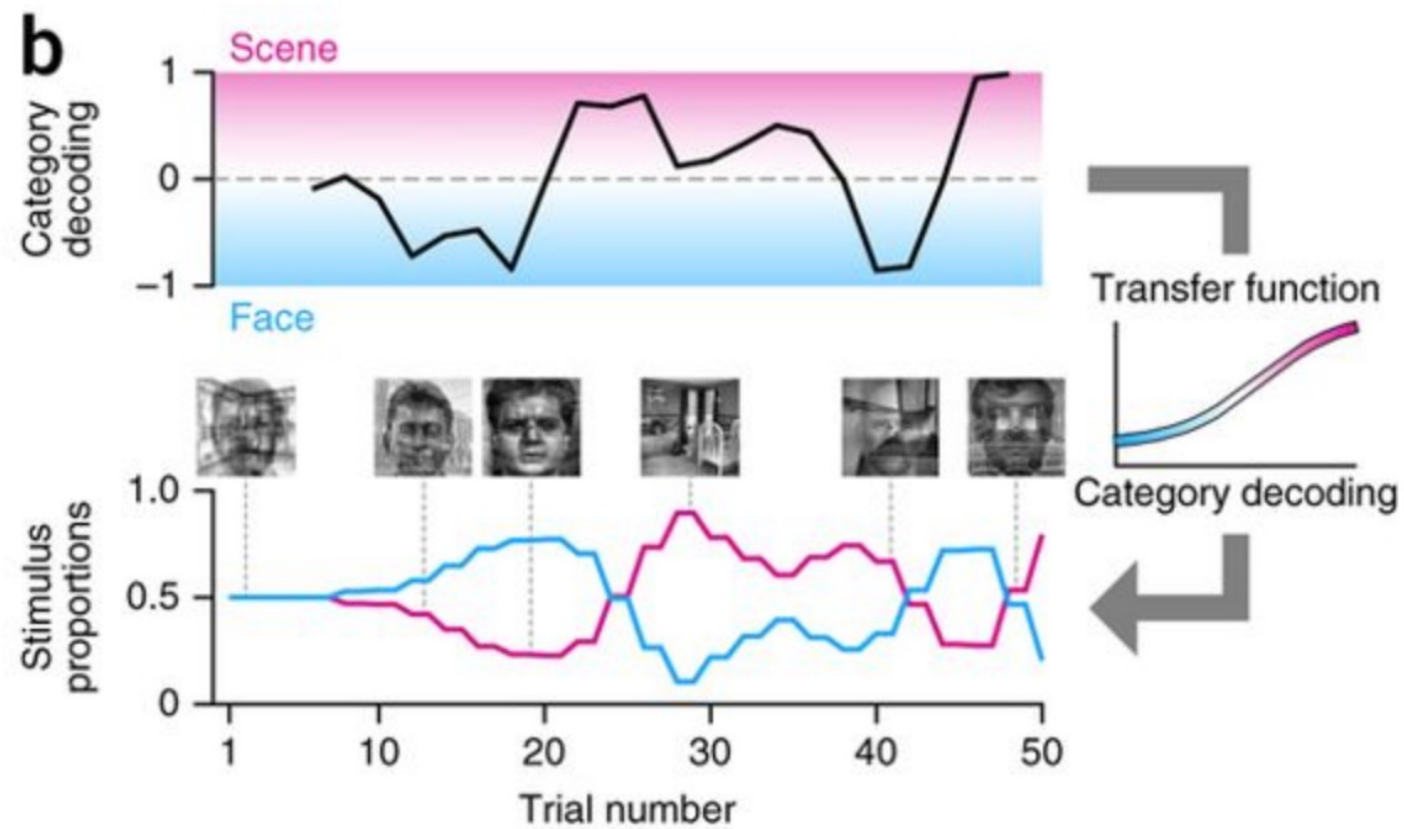 b
Scene
Category
decoding
1
0
−1
Face
Transfer function
Category decoding
Stimulus
proportions
1.0
0.5
0
1 10 20 30 40 50
Trial number